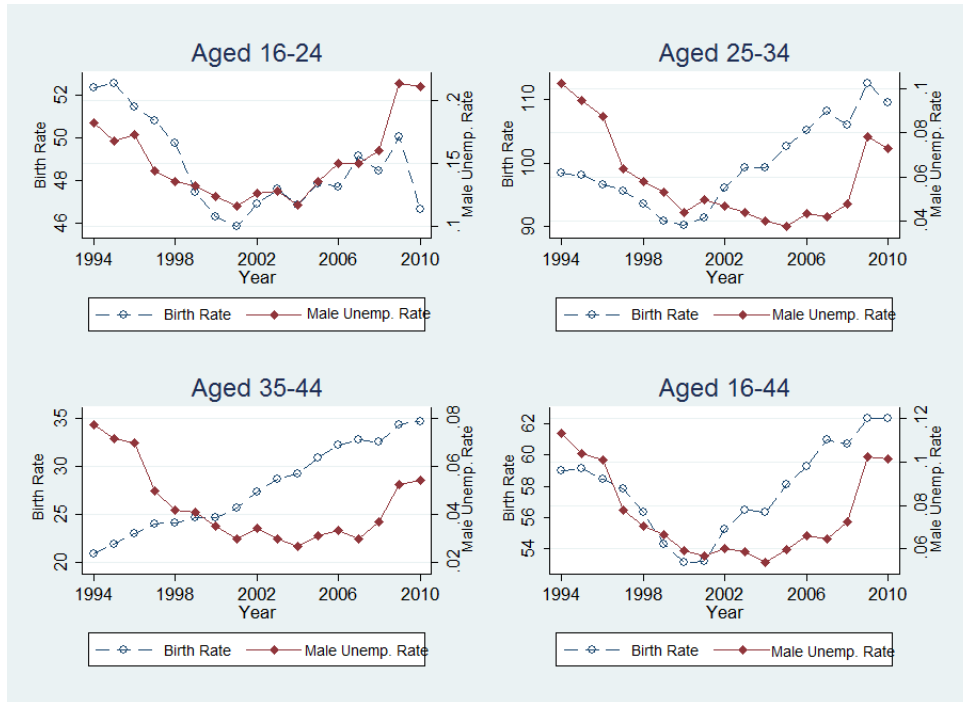 Aged 16-24
Birth Rate
46 48 50 52
.1 .15 .2
Male Unemp. Rate
1994 1998 2002 2006 2010
Year
Birth Rate Male Unemp. Rate
Aged 25-34
Birth Rate
90 100 110
.04 .06 .08 .1
Male Unemp. Rate
1994 1998 2002 2006 2010
Year
Birth Rate Male Unemp. Rate
Aged 35-44
Birth Rate
20 25 30 35
.02 .04 .06 .08
Male Unemp. Rate
1994 1998 2002 2006 2010
Year
Birth Rate Male Unemp. Rate
Aged 16-44
Birth Rate
54 56 58 60 62
.06 .08 .1 .12
Male Unemp. Rate
1994 1998 2002 2006 2010
Year
Birth Rate Male Unemp. Rate